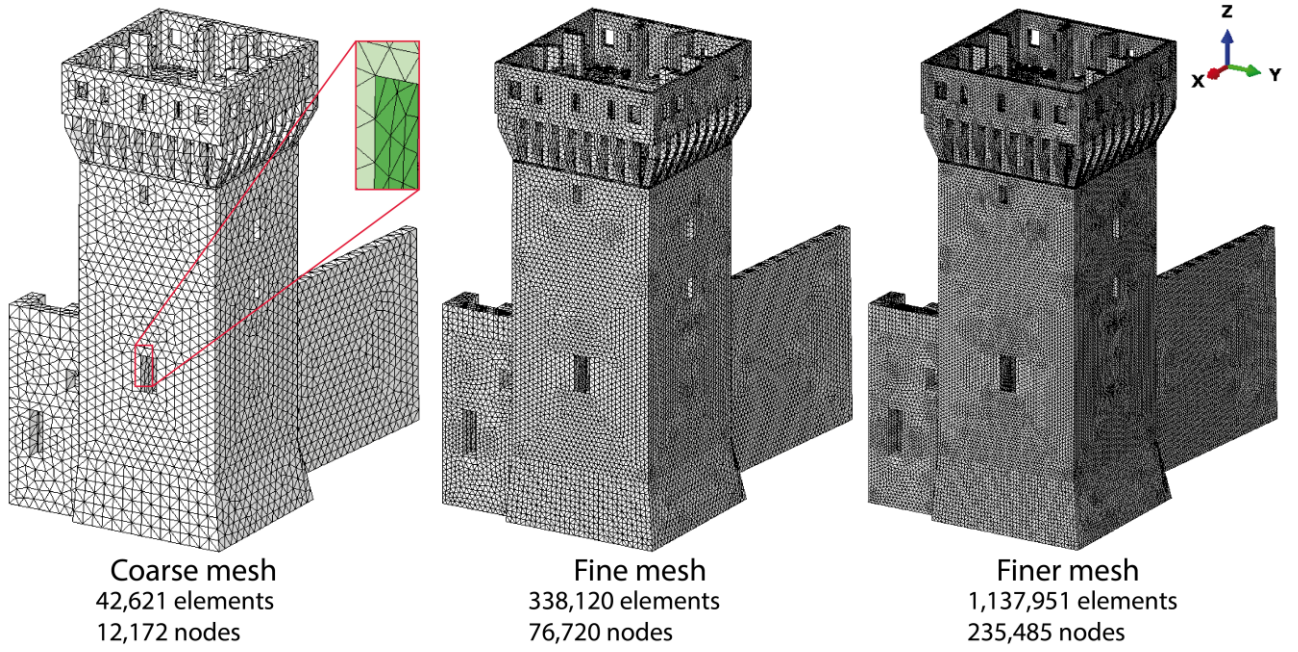 Z
X
Y
Coarse mesh
42,621 elements
12,172 nodes
Fine mesh
338,120 elements
76,720 nodes
Finer mesh
1,137,951 elements
235,485 nodes